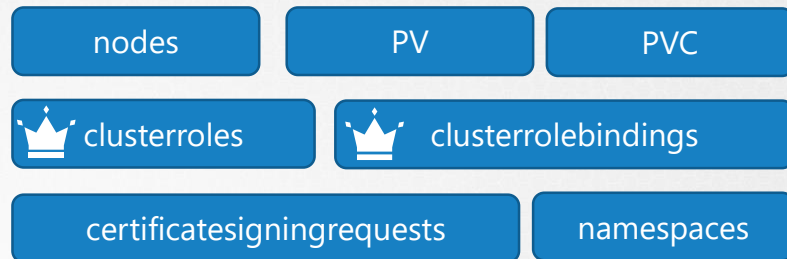 nodes
PV
PVC
clusterroles
clusterrolebindings
certificatesigningrequests
namespaces